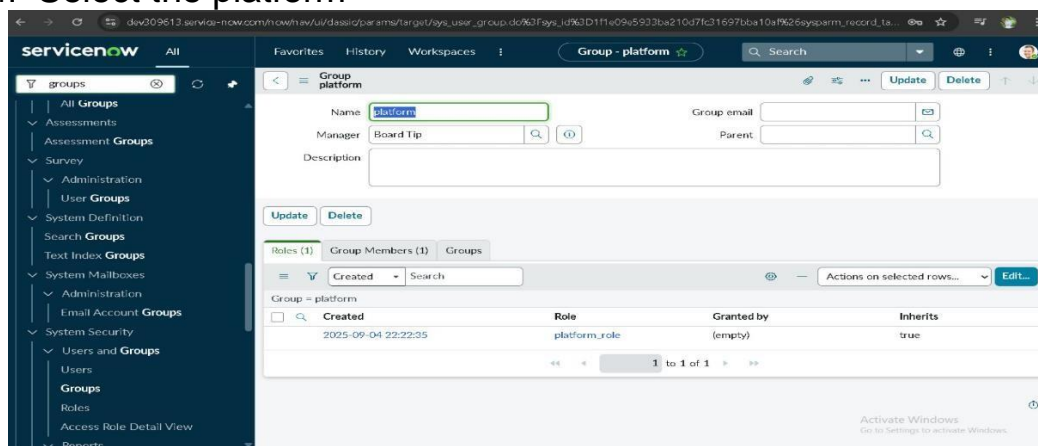 Select the platform
dev309613.service-now.com/now/nav/ui/classic/params/target/sys_user_group.do%3Fsys_id%3D1f1e09e5933ba210d7fc31697bba10af%26sysparm_record_ta...
servicenow All Favorites History Workspaces Group - platform Search
groups
All Groups
Assessments
Assessment Groups
Survey
Administration
User Groups
System Definition
Search Groups
Text Index Groups
System Mailboxes
Administration
Email Account Groups
System Security
Users and Groups
Users
Groups
Roles
Access Role Detail View
Reports
Group
platform
Update Delete
Name platform Group email
Manager Board Tip Parent
Description
Update Delete
Roles (1) Group Members (1) Groups
Created Search Actions on selected rows... Edit...
Group = platform
Created Role Granted by Inherits
2025-09-04 22:22:35 platform_role (empty) true
1 to 1 of 1
Activate Windows
Go to Settings to activate Windows.